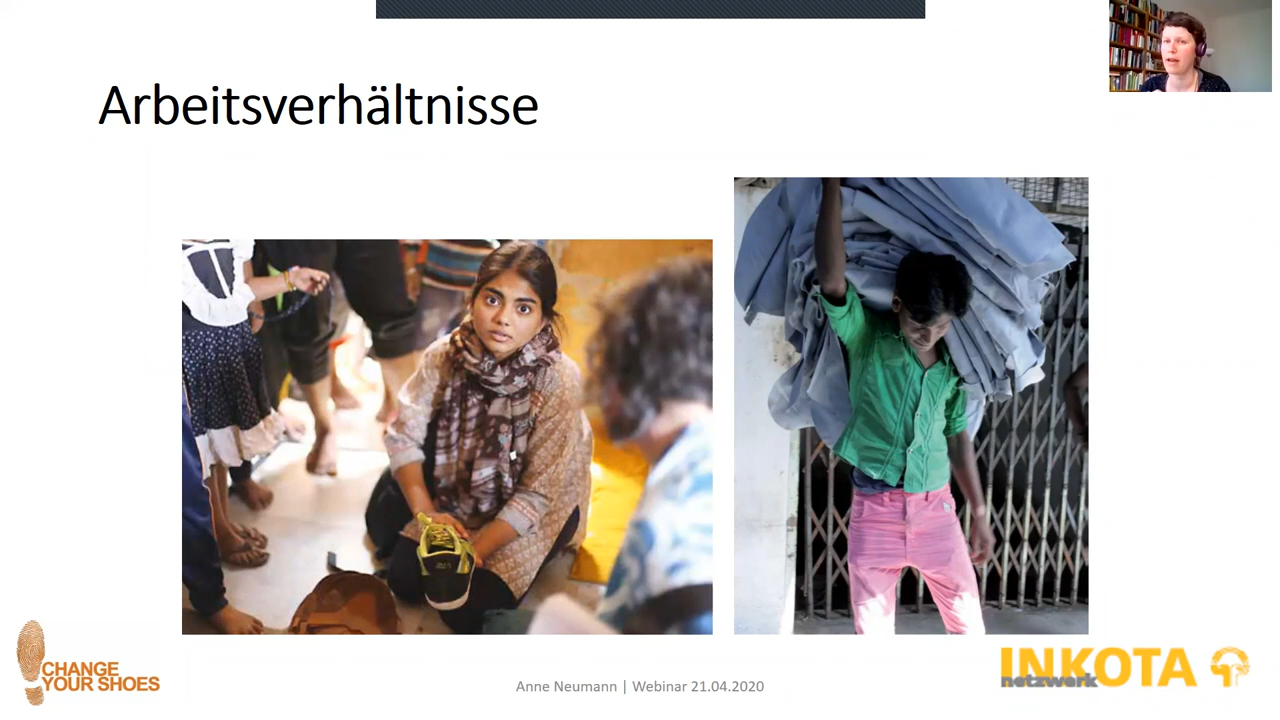 Arbeitsverhältnisse
CHANGE
YOUR SHOES
Anne Neumann | Webinar 21.04.2020
INKOTA
netzwerk